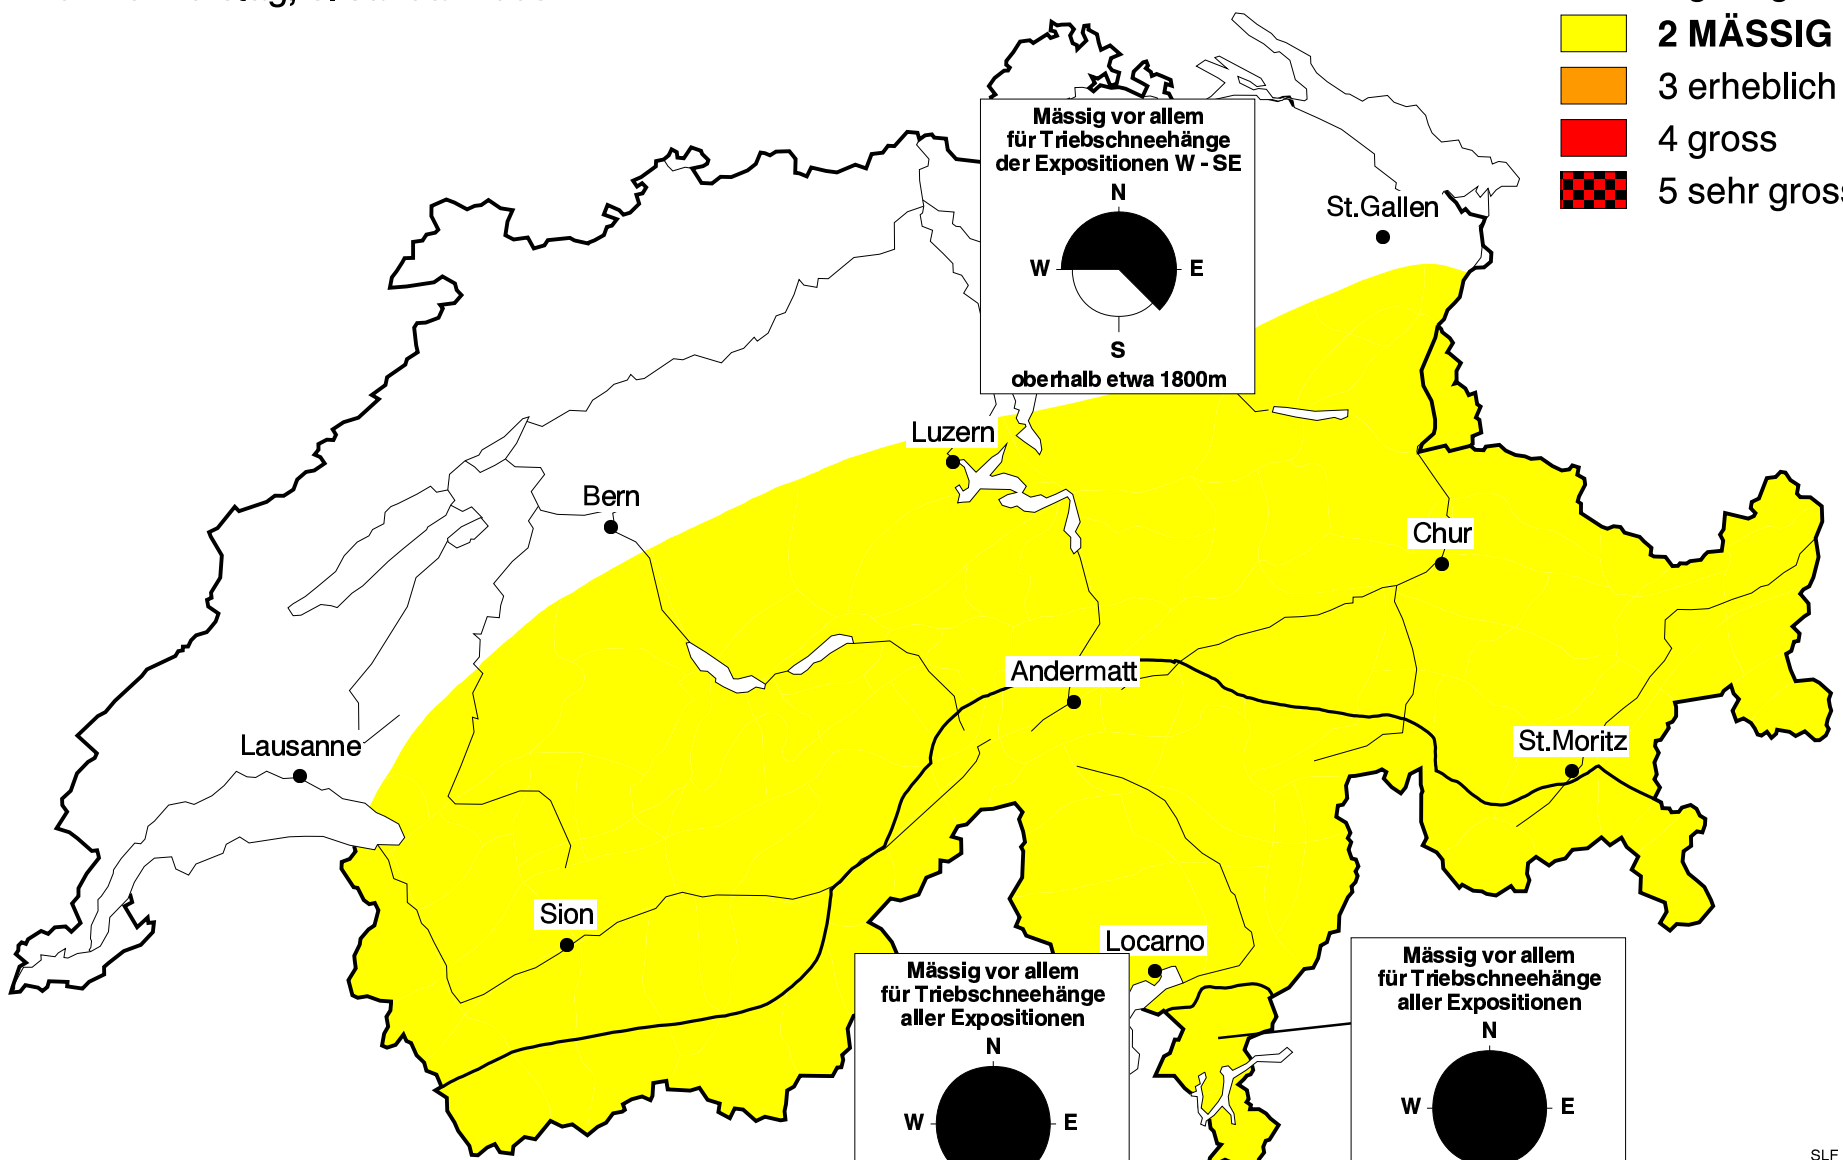 2 MÄSSIG
3 erheblich
4 gross
5 sehr gross
Mässig vor allem
für Triebschneehänge
der Expositionen W - SE
N
W
E
S
oberhalb etwa 1800m
St.Gallen
Luzern
Bern
Chur
Andermatt
St.Moritz
Lausanne
Sion
Locarno
Mässig vor allem
für Triebschneehänge
aller Expositionen
N
W
E
Mässig vor allem
für Triebschneehänge
aller Expositionen
N
W
E
SLF